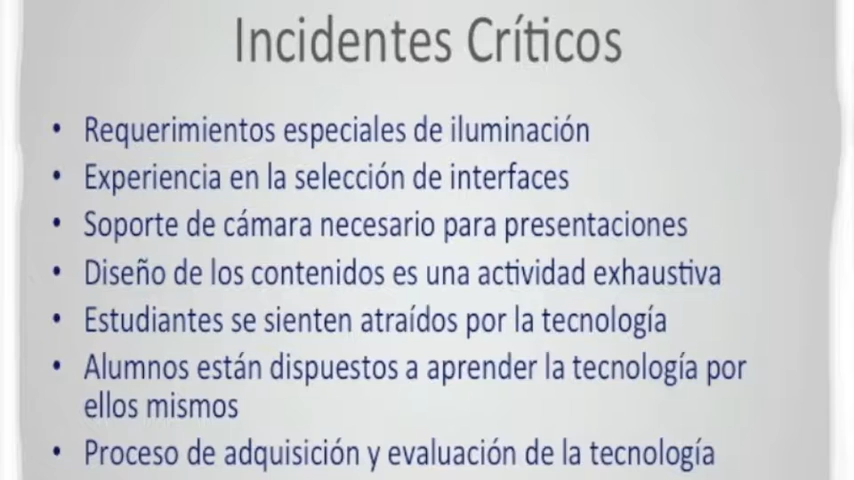 Incidentes Críticos
• Requerimientos especiales de iluminación
• Experiencia en la selección de interfaces
• Soporte de cámara necesario para presentaciones
• Diseño de los contenidos es una actividad exhaustiva
• Estudiantes se sienten atraídos por la tecnología
• Alumnos están dispuestos a aprender la tecnología por
ellos mismos
• Proceso de adquisición y evaluación de la tecnología